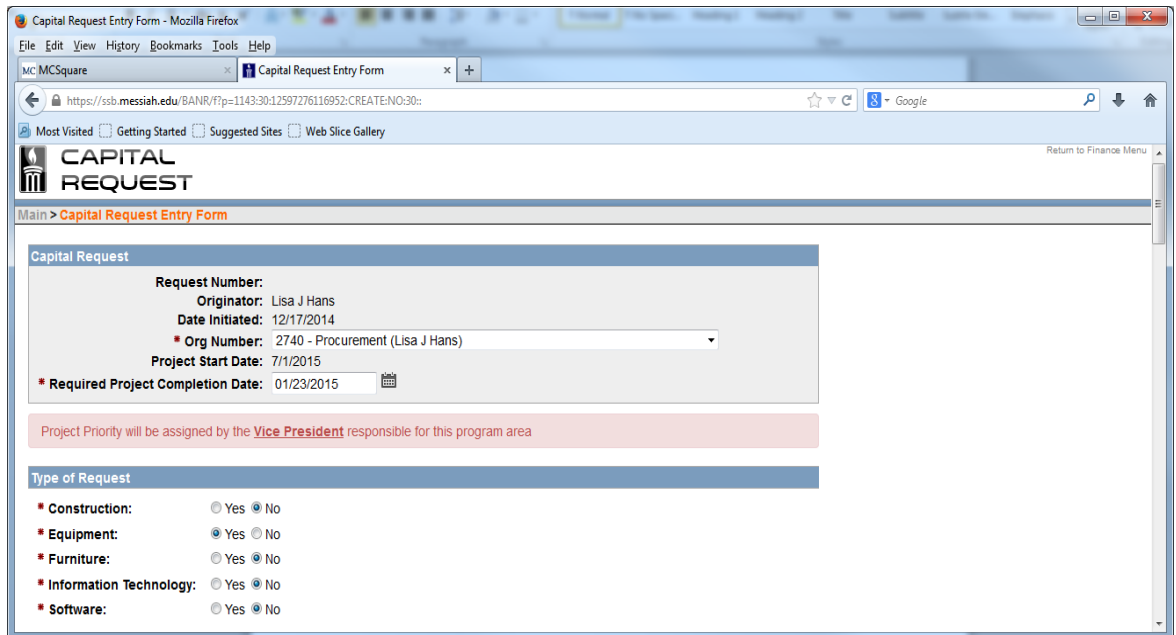 Capital Request Entry Form - Mozilla Firefox
File Edit View History Bookmarks Tools Help
MC MCSquare × Capital Request Entry Form × +
https://ssb.messiah.edu/BANR/f?p=1143:30:12597276116952:CREATE:NO:30:: 8 Google
Most Visited Getting Started Suggested Sites Web Slice Gallery
CAPITAL
REQUEST
Return to Finance Menu
Main > Capital Request Entry Form
Capital Request
Request Number:
Originator: Lisa J Hans
Date Initiated: 12/17/2014
* Org Number: 2740 - Procurement (Lisa J Hans)
Project Start Date: 7/1/2015
* Required Project Completion Date: 01/23/2015
Project Priority will be assigned by the Vice President responsible for this program area
Type of Request
* Construction: Yes No
* Equipment: Yes No
* Furniture: Yes No
* Information Technology: Yes No
* Software: Yes No